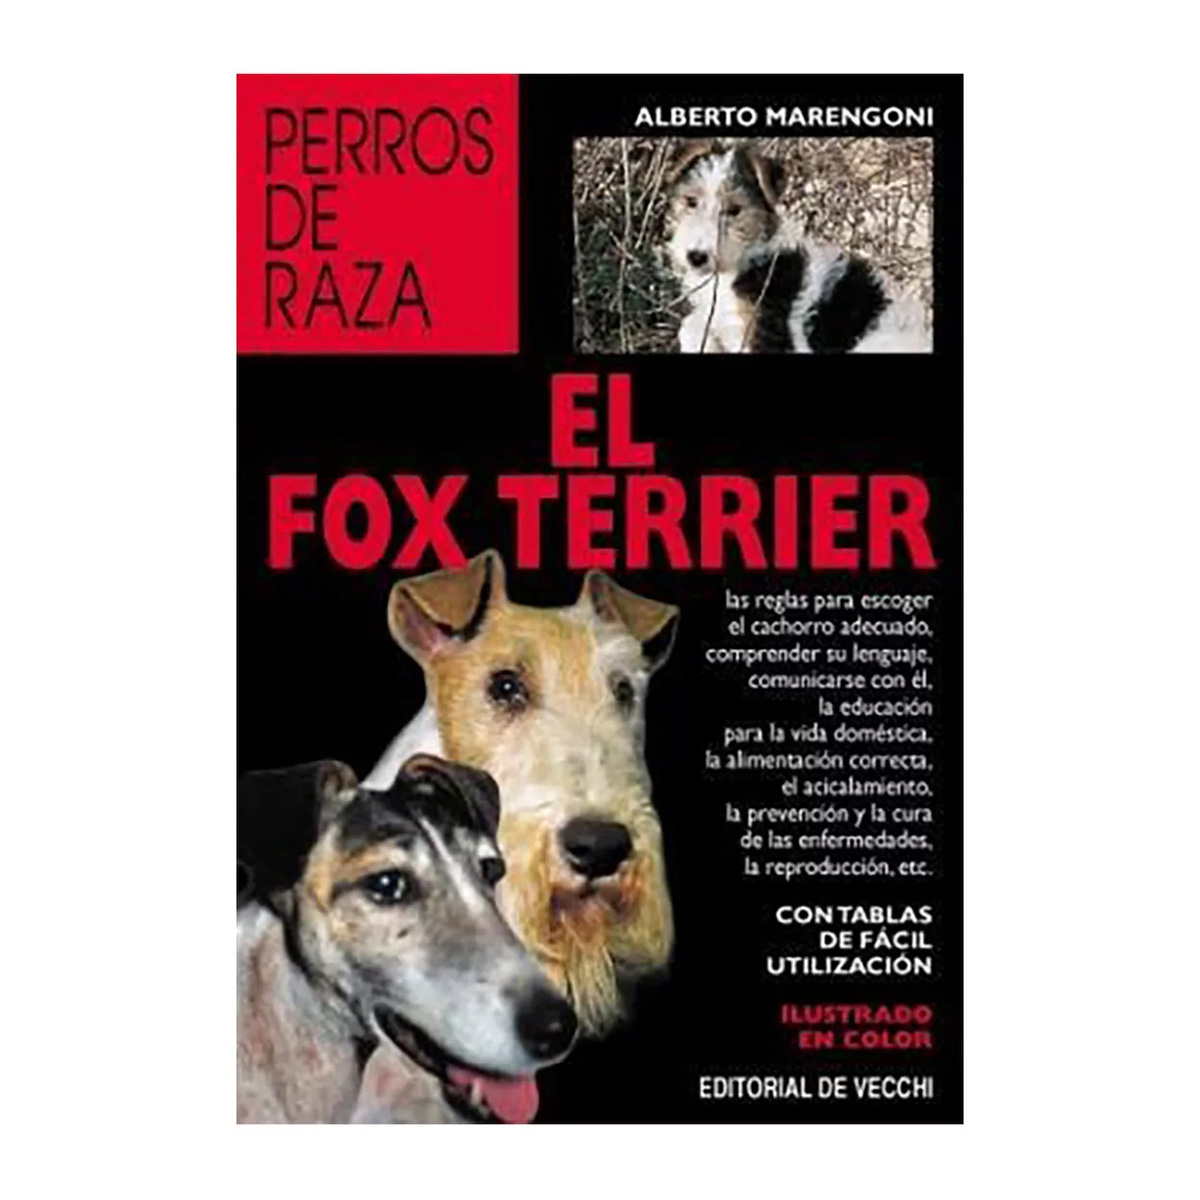 PERROS
DE
RAZA
ALBERTO MARENGONI
EL
FOX TERRIER
las reglas para escoger
el cachorro adecuado,
comprender su lenguaje,
comunicarse con él,
la educación
para la vida doméstica,
la alimentación correcta,
el acicalamiento,
la prevención y la cura
de las enfermedades,
la reproducción, etc.
CON TABLAS
DE FÁCIL
UTILIZACIÓN
ILUSTRADO
EN COLOR
EDITORIAL DE VECCHI